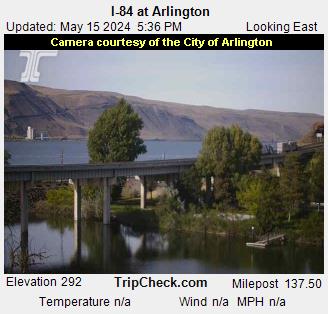 I-84 at Arlington
Updated: May 15 2024 5:36 PM Looking East
Camera courtesy of the City of Arlington
Elevation 292 TripCheck.com Milepost 137.50
Temperature n/a Wind n/a MPH n/a